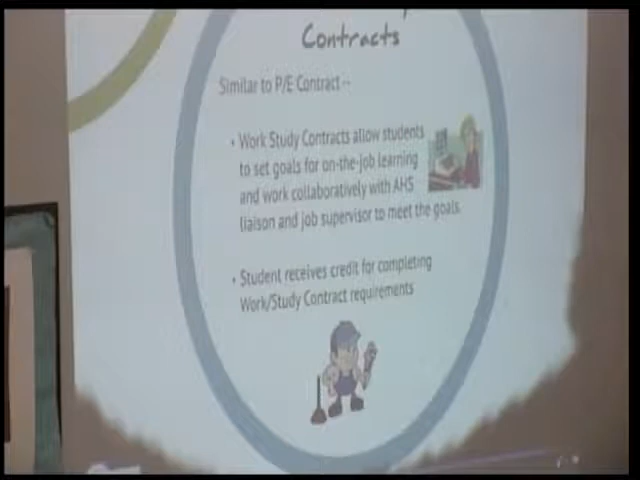 Contracts
Similar to P/E Contract --
• Work Study Contracts allow students
to set goals for on-the-job learning
and work collaboratively with AHS
liaison and job supervisor to meet the goals.
• Student receives credit for completing
Work/Study Contract requirements